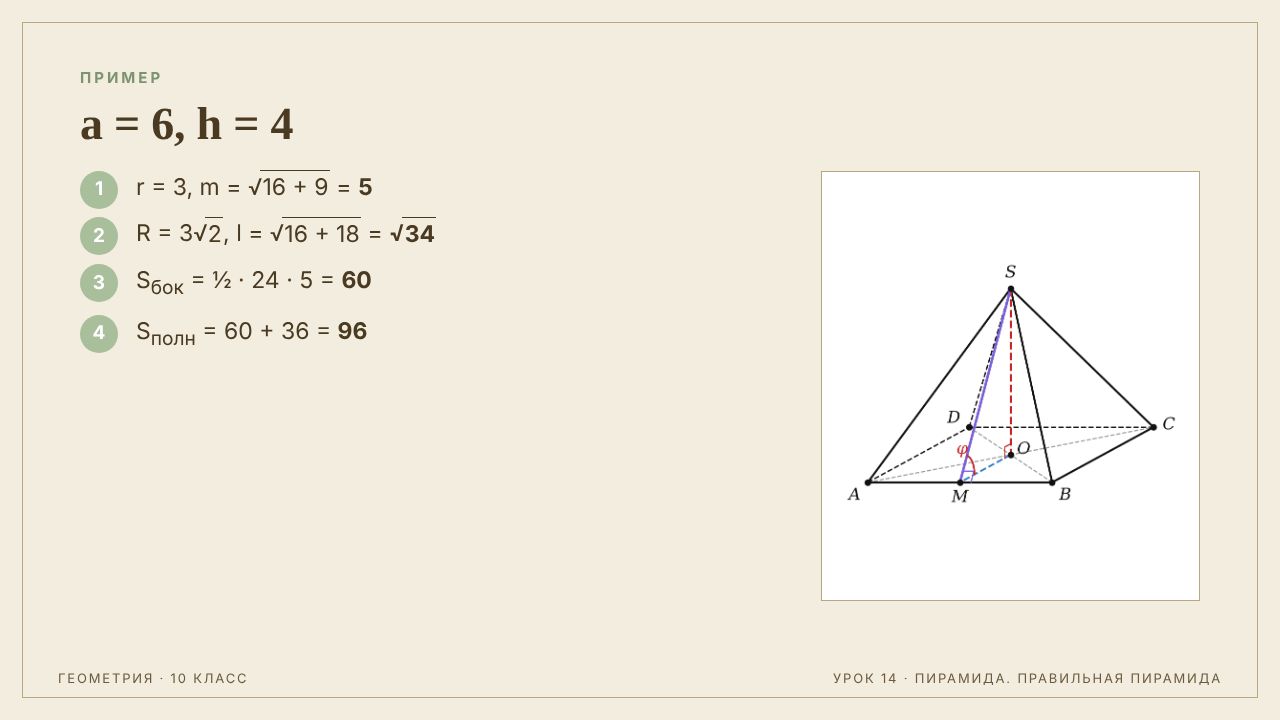 ПРИМЕР
a = 6, h = 4
1 r = 3, m = √16 + 9 = 5
2 R = 3√2, l = √16 + 18 = √34
3 Sбок = ½ · 24 · 5 = 60
4 Sполн = 60 + 36 = 96
S
D
C
φ
O
A
M
B
ГЕОМЕТРИЯ · 10 КЛАСС
УРОК 14 · ПИРАМИДА. ПРАВИЛЬНАЯ ПИРАМИДА